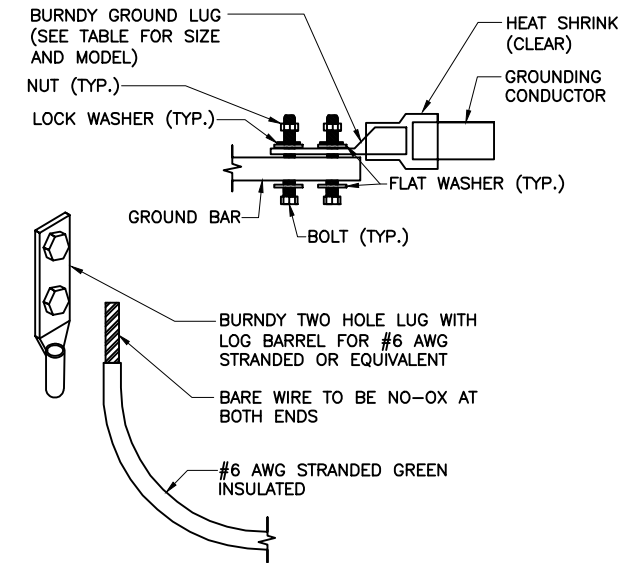 BURNDY GROUND LUG
(SEE TABLE FOR SIZE
AND MODEL)
NUT (TYP.)
LOCK WASHER (TYP.)
HEAT SHRINK
(CLEAR)
GROUNDING
CONDUCTOR
FLAT WASHER (TYP.)
GROUND BAR
BOLT (TYP.)
BURNDY TWO HOLE LUG WITH
LOG BARREL FOR #6 AWG
STRANDED OR EQUIVALENT
BARE WIRE TO BE NO-OX AT
BOTH ENDS
#6 AWG STRANDED GREEN
INSULATED